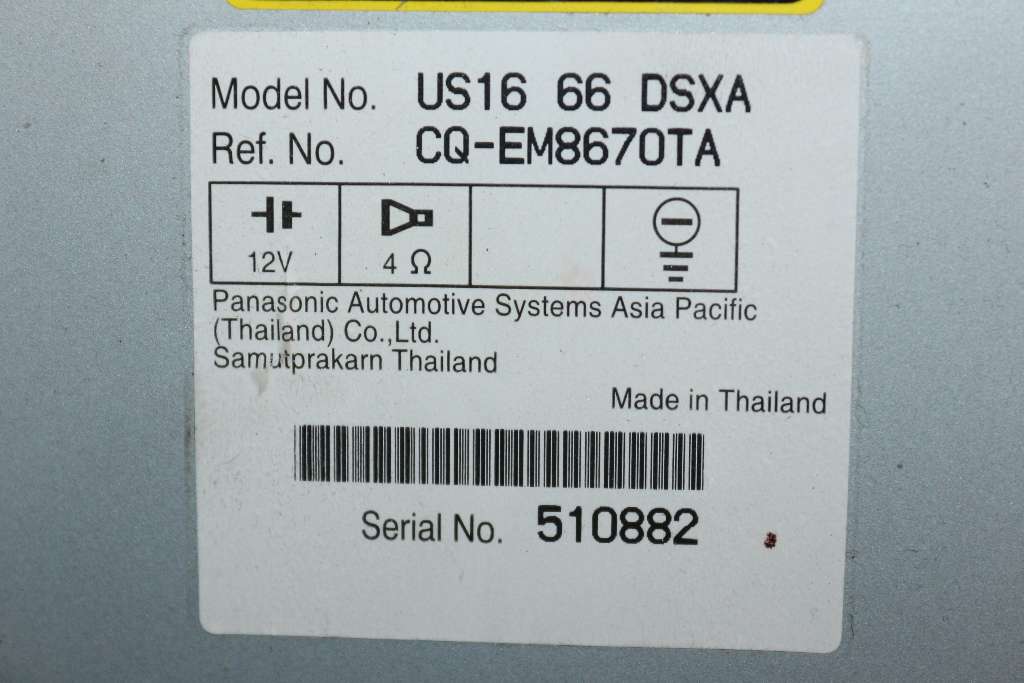 Model No. US16 66 DSXA
Ref. No. CQ-EM8670TA
12V
4 Ω
Panasonic Automotive Systems Asia Pacific
(Thailand) Co.,Ltd.
Samutprakarn Thailand
Made in Thailand
Serial No. 510882